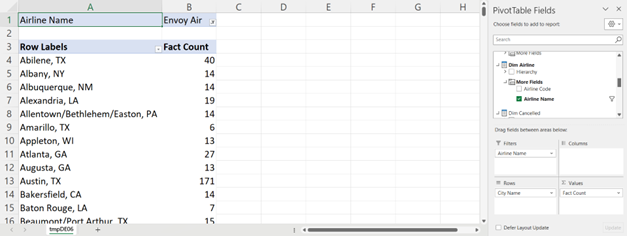 A B C D E F G H
1 Airline Name Envoy Air
2
3 Row Labels Fact Count
4 Abilene, TX 40
5 Albany, NY 14
6 Albuquerque, NM 14
7 Alexandria, LA 19
8 Allentown/Bethlehem/Easton, PA 14
9 Amarillo, TX 6
10 Appleton, WI 13
11 Atlanta, GA 27
12 Augusta, GA 13
13 Austin, TX 171
14 Bakersfield, CA 14
15 Baton Rouge, LA 7
16 Beaumont/Port Arthur, TX 15
tmpDE06 +
PivotTable Fields
Choose fields to add to report:
Search
More Fields
Dim Airline
Hierarchy
More Fields
Airline Code
Airline Name
Dim Cancelled
Drag fields between areas below:
Filters Columns
Airline Name
Rows Values
City Name Fact Count
Defer Layout Update Update